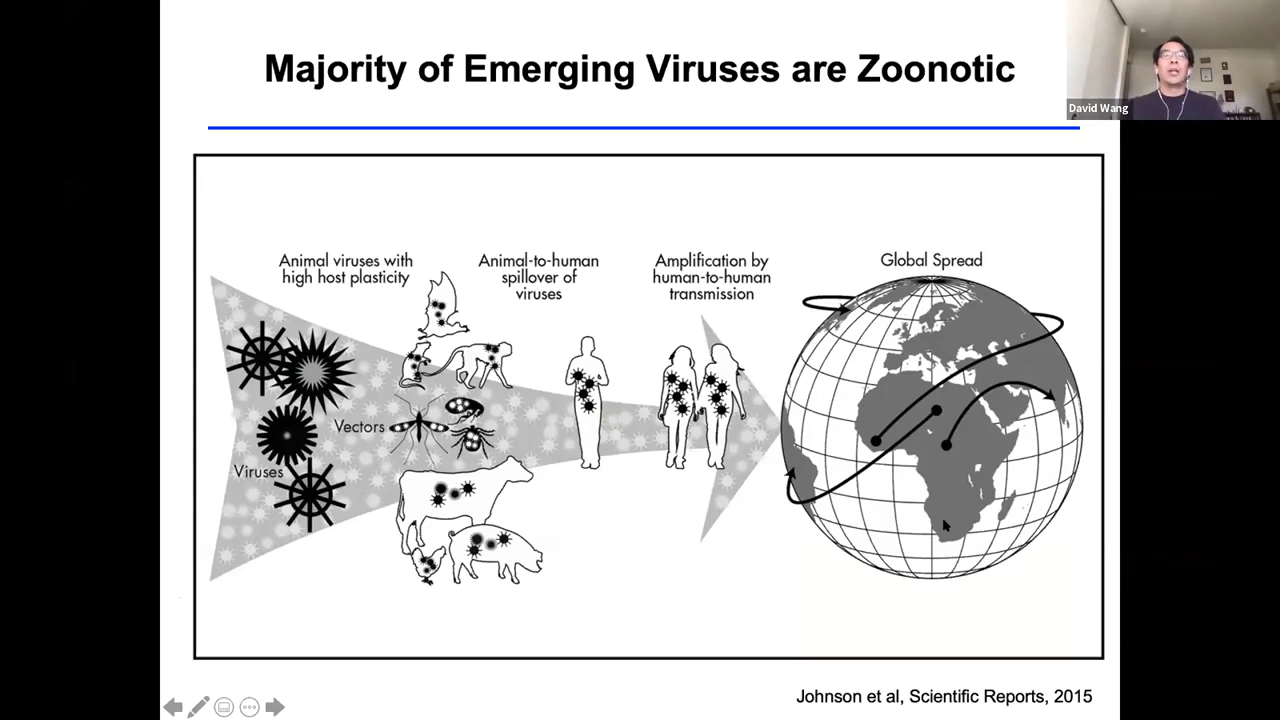 Majority of Emerging Viruses are Zoonotic
David Wang
Animal viruses with
high host plasticity
Animal-to-human
spillover of
viruses
Amplification by
human-to-human
transmission
Global Spread
Vectors
Viruses
Johnson et al, Scientific Reports, 2015